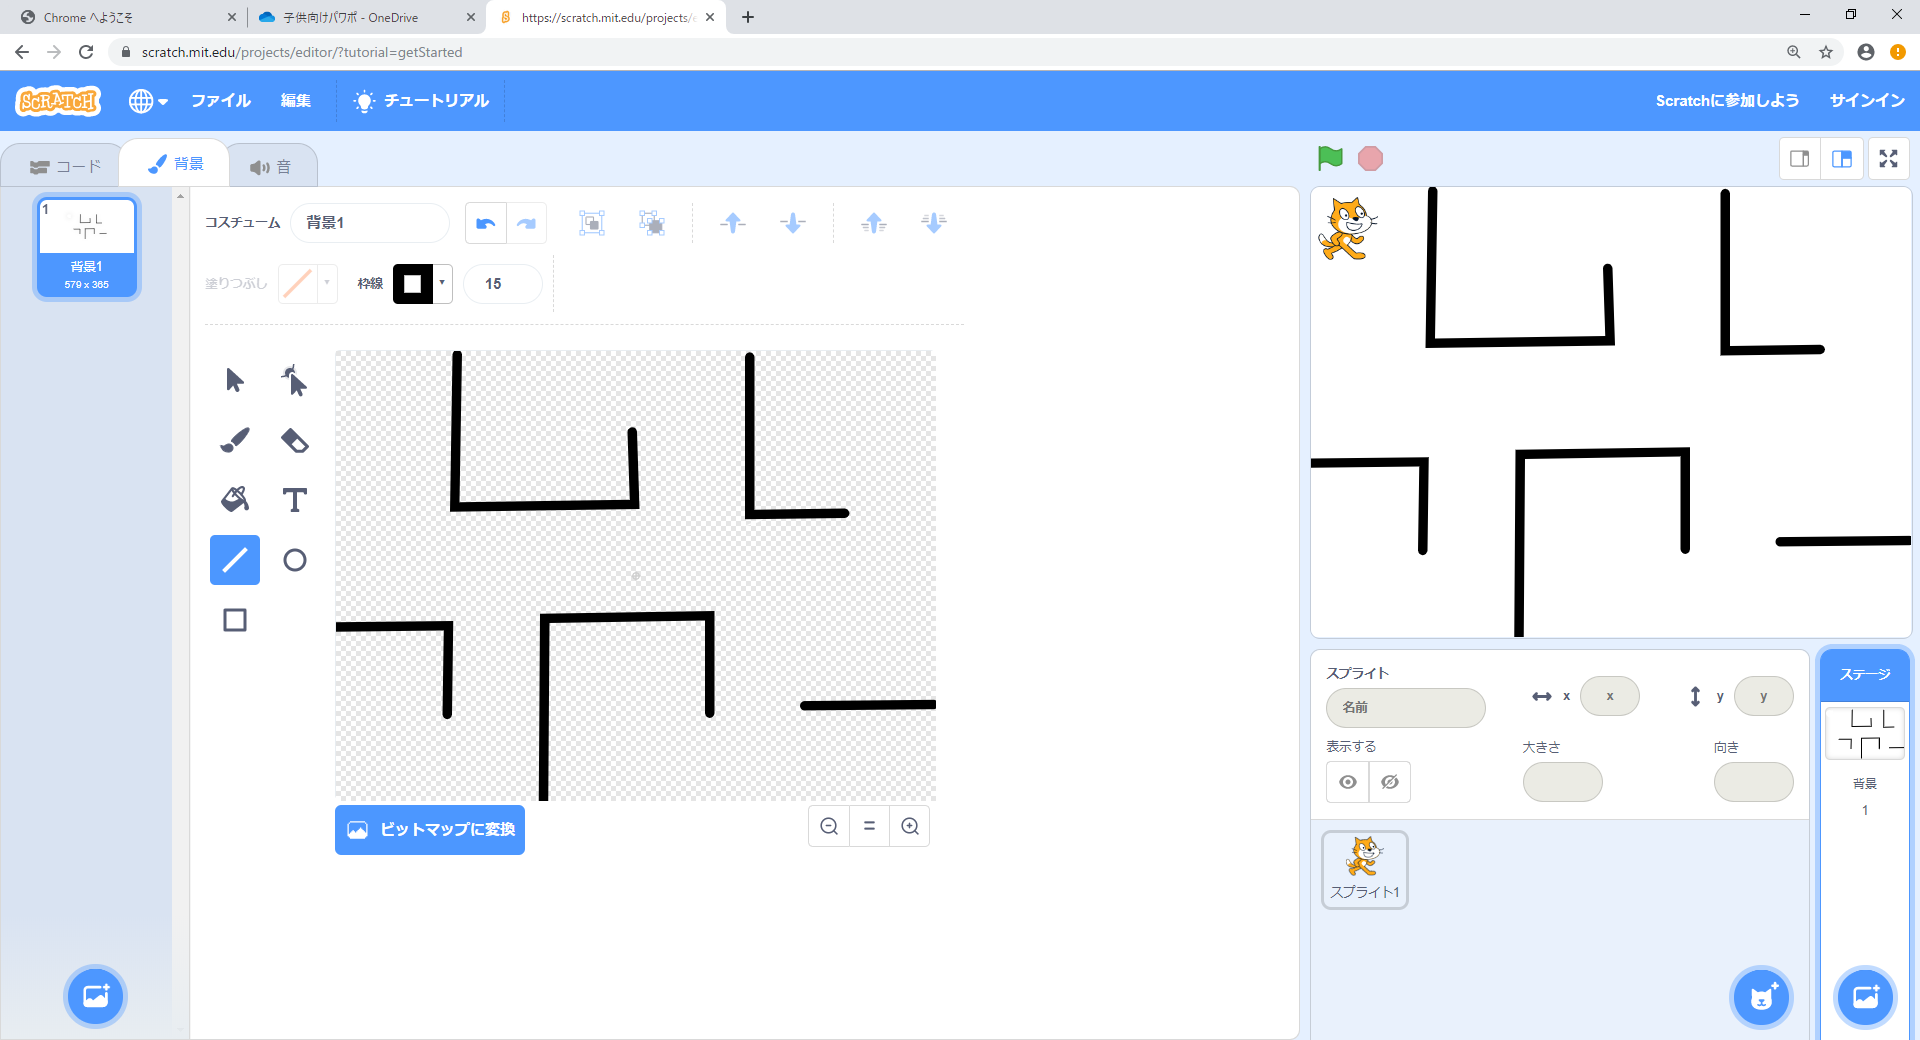 Chrome へようこそ
子供向けパワポ - OneDrive
https://scratch.mit.edu/projects/e
scratch.mit.edu/projects/editor/?tutorial=getStarted
SCRATCH
ファイル
編集
チュートリアル
Scratchに参加しよう
サインイン
コード
背景
音
1
背景1
579 x 365
コスチューム
背景1
塗りつぶし
枠線
15
ビットマップに変換
スプライト
名前
x
x
y
y
表示する
大きさ
向き
スプライト1
ステージ
背景
1